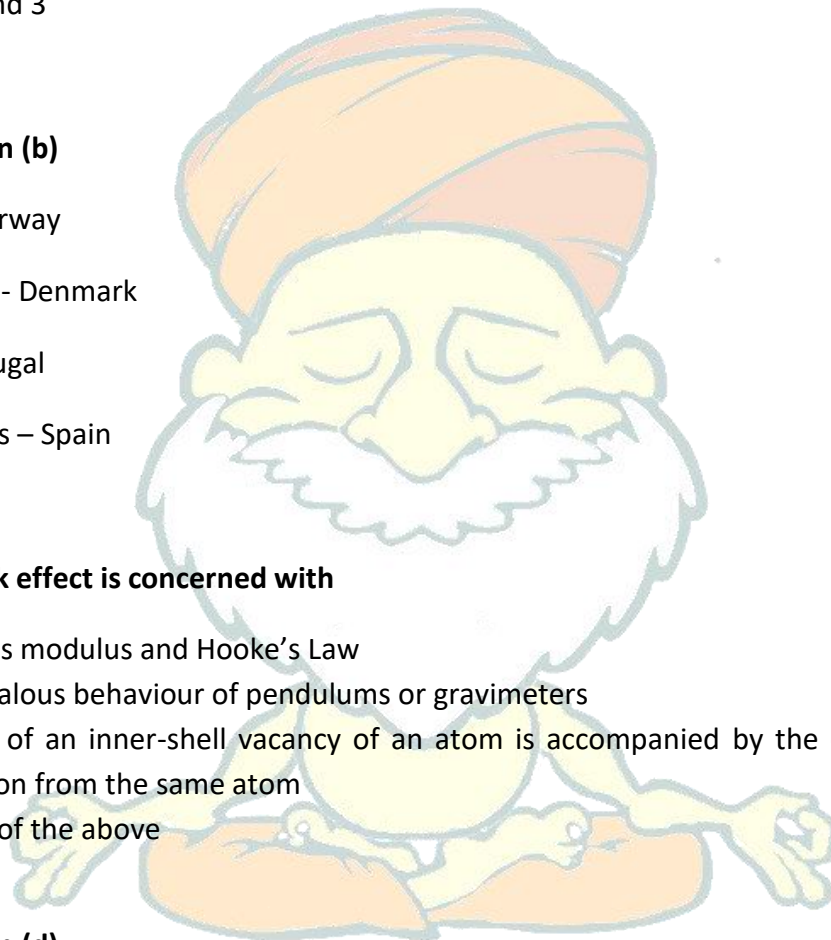 nd 3
n (b)
rway
- Denmark
ugal
s – Spain
k effect is concerned with
s modulus and Hooke’s Law
alous behaviour of pendulums or gravimeters
of an inner-shell vacancy of an atom is accompanied by the
on from the same atom
of the above
(d)